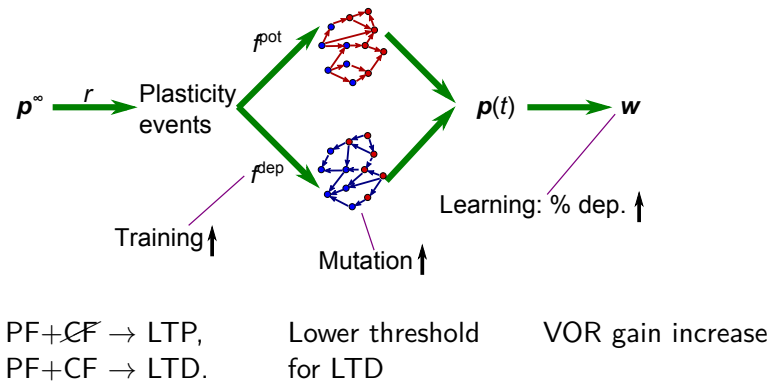 f^pot
p^∞
r
Plasticity
events
p(t)
w
f^dep
Learning: % dep. ↑
Training ↑
Mutation ↑
PF+C̶F̶ → LTP, Lower threshold VOR gain increase
PF+CF → LTD. for LTD